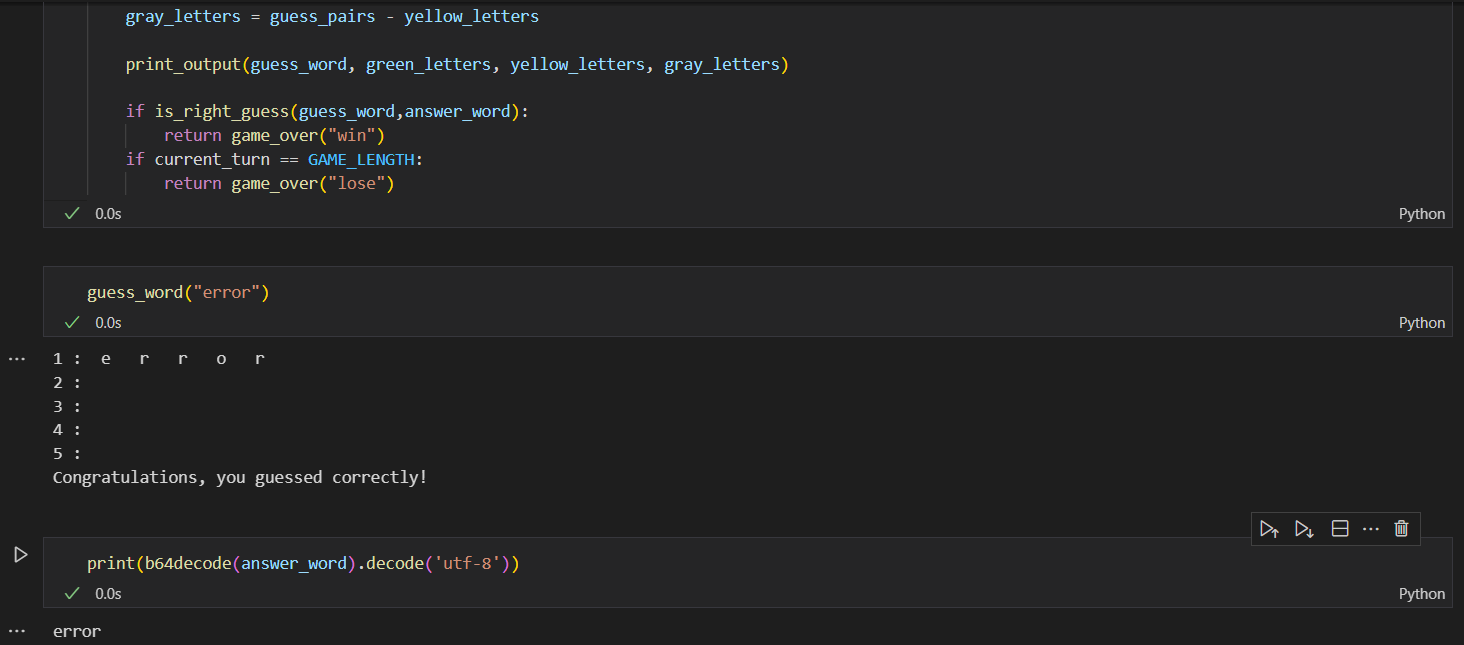 gray_letters = guess_pairs - yellow_letters
print_output(guess_word, green_letters, yellow_letters, gray_letters)
if is_right_guess(guess_word,answer_word):
return game_over("win")
if current_turn == GAME_LENGTH:
return game_over("lose")
0.0s Python
guess_word("error")
0.0s Python
1 : e r r o r
2 :
3 :
4 :
5 :
Congratulations, you guessed correctly!
print(b64decode(answer_word).decode('utf-8'))
0.0s Python
error